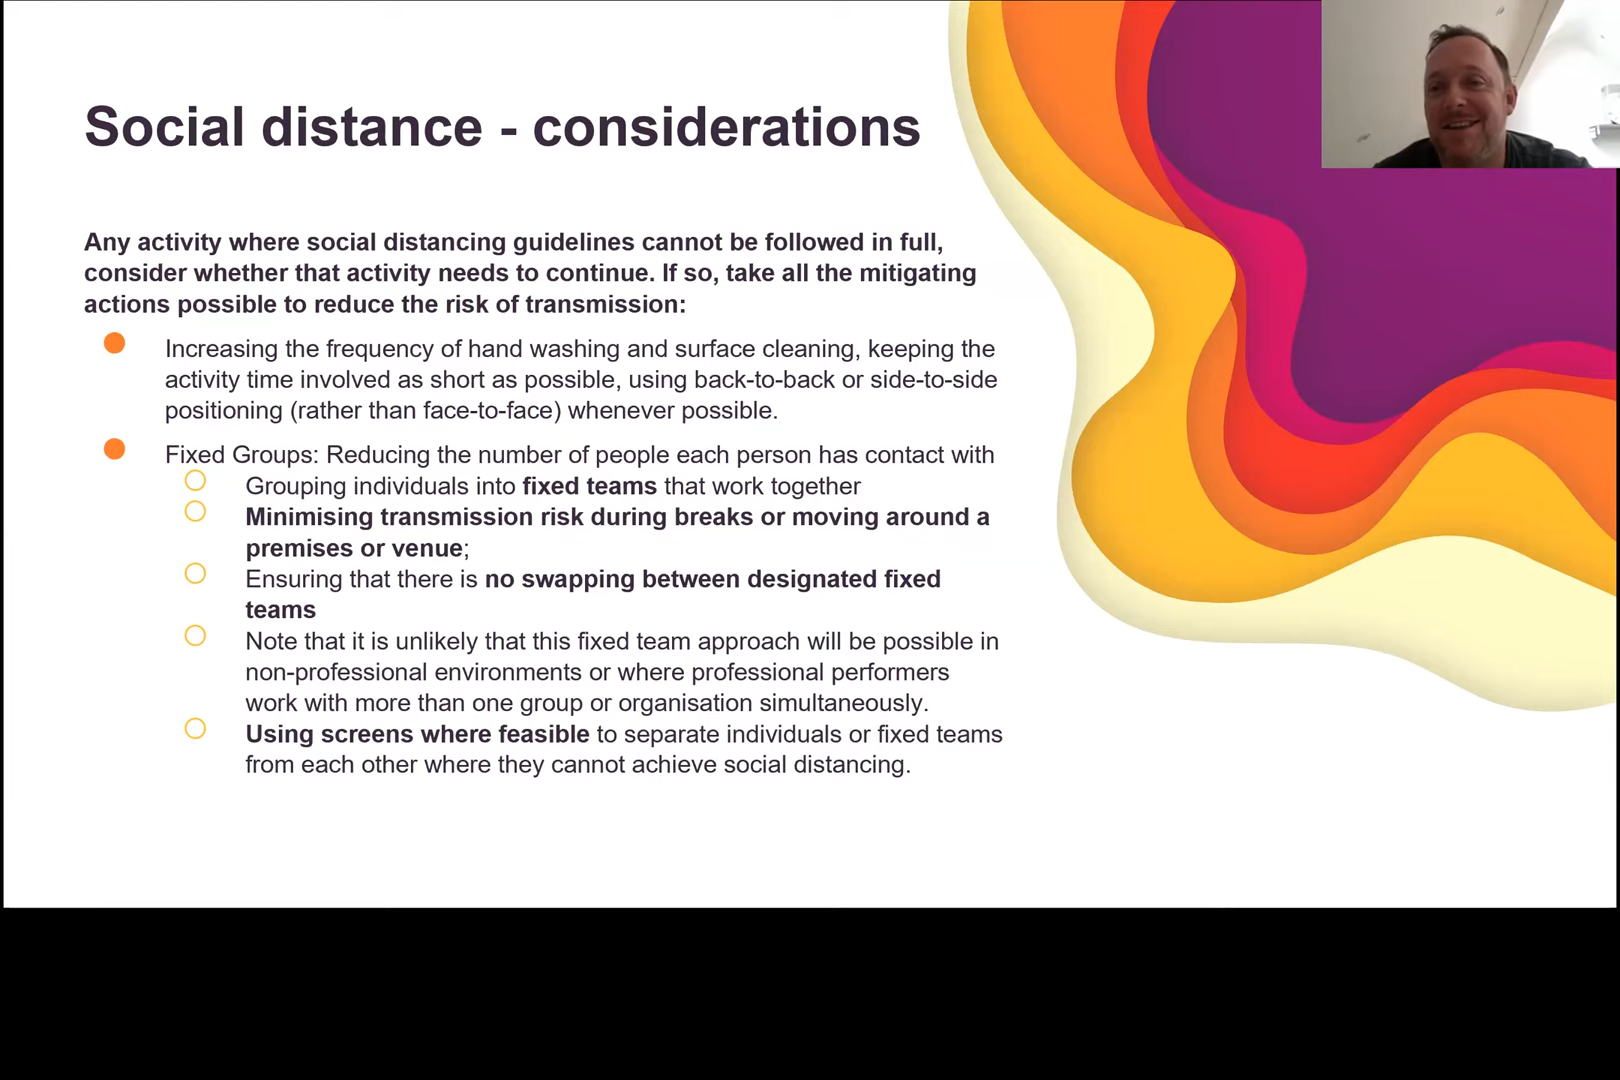 Social distance - considerations
Any activity where social distancing guidelines cannot be followed in full,
consider whether that activity needs to continue. If so, take all the mitigating
actions possible to reduce the risk of transmission:
Increasing the frequency of hand washing and surface cleaning, keeping the
activity time involved as short as possible, using back-to-back or side-to-side
positioning (rather than face-to-face) whenever possible.
Fixed Groups: Reducing the number of people each person has contact with
Grouping individuals into fixed teams that work together
Minimising transmission risk during breaks or moving around a
premises or venue;
Ensuring that there is no swapping between designated fixed
teams
Note that it is unlikely that this fixed team approach will be possible in
non-professional environments or where professional performers
work with more than one group or organisation simultaneously.
Using screens where feasible to separate individuals or fixed teams
from each other where they cannot achieve social distancing.